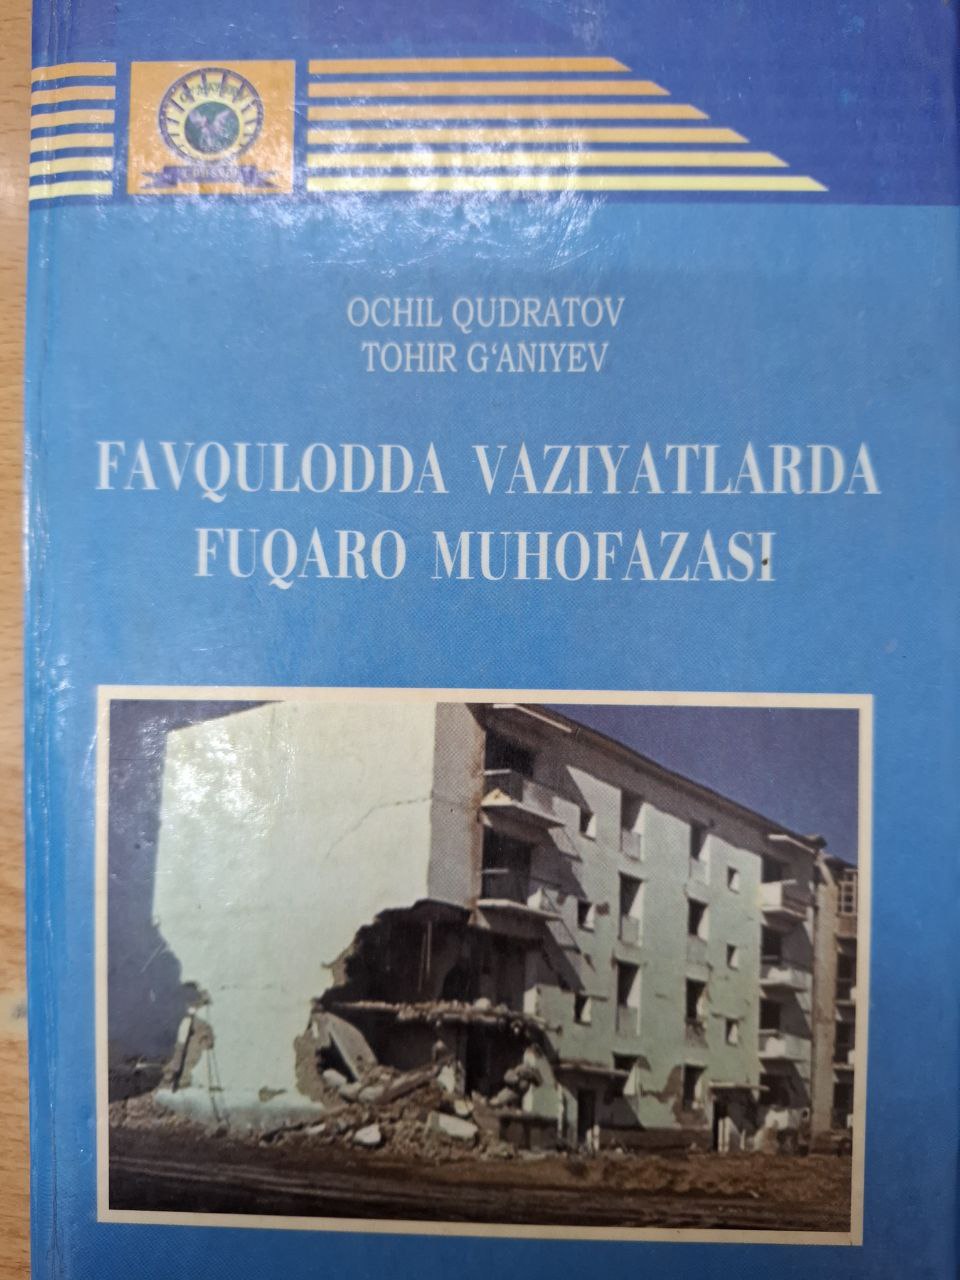 OCHIL QUDRATOV
TOHIR G‘ANIYEV
FAVQULODDA VAZIYATLARDA
FUQARO MUHOFAZASI